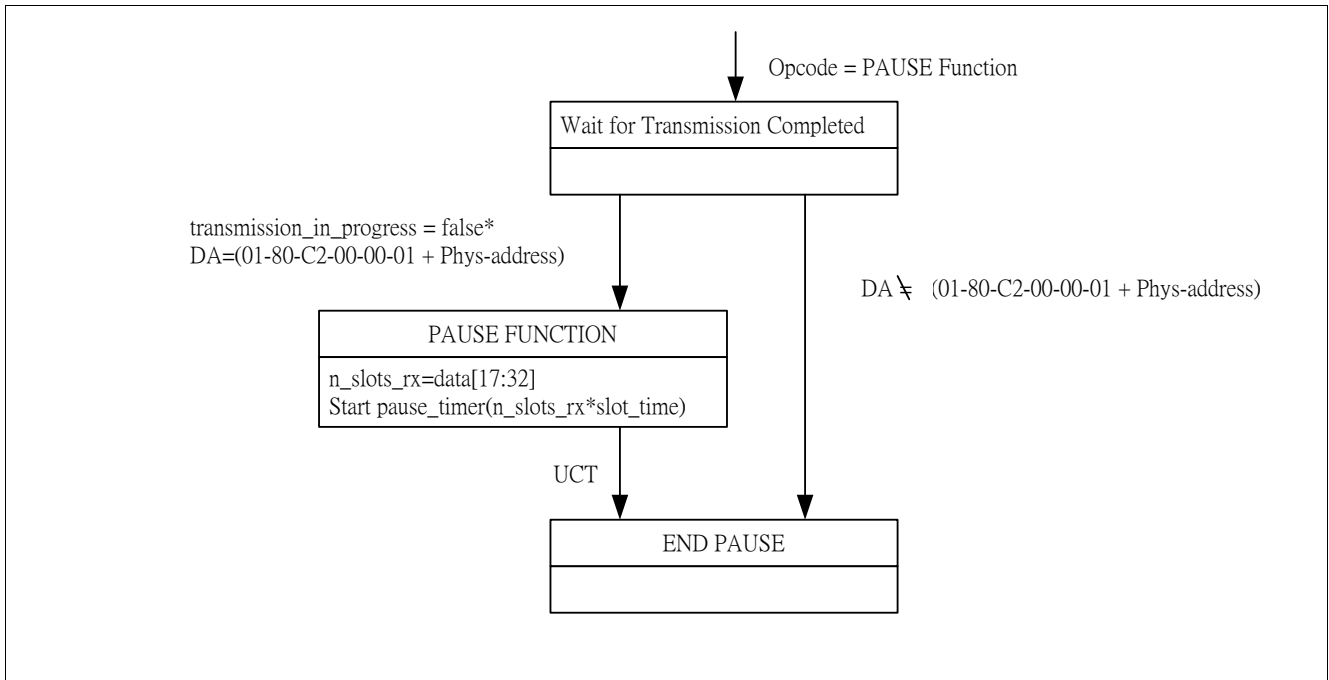 Opcode = PAUSE Function
Wait for Transmission Completed
transmission_in_progress = false*
DA=(01-80-C2-00-00-01 + Phys-address)
DA ≠ (01-80-C2-00-00-01 + Phys-address)
PAUSE FUNCTION
n_slots_rx=data[17:32]
Start pause_timer(n_slots_rx*slot_time)
UCT
END PAUSE